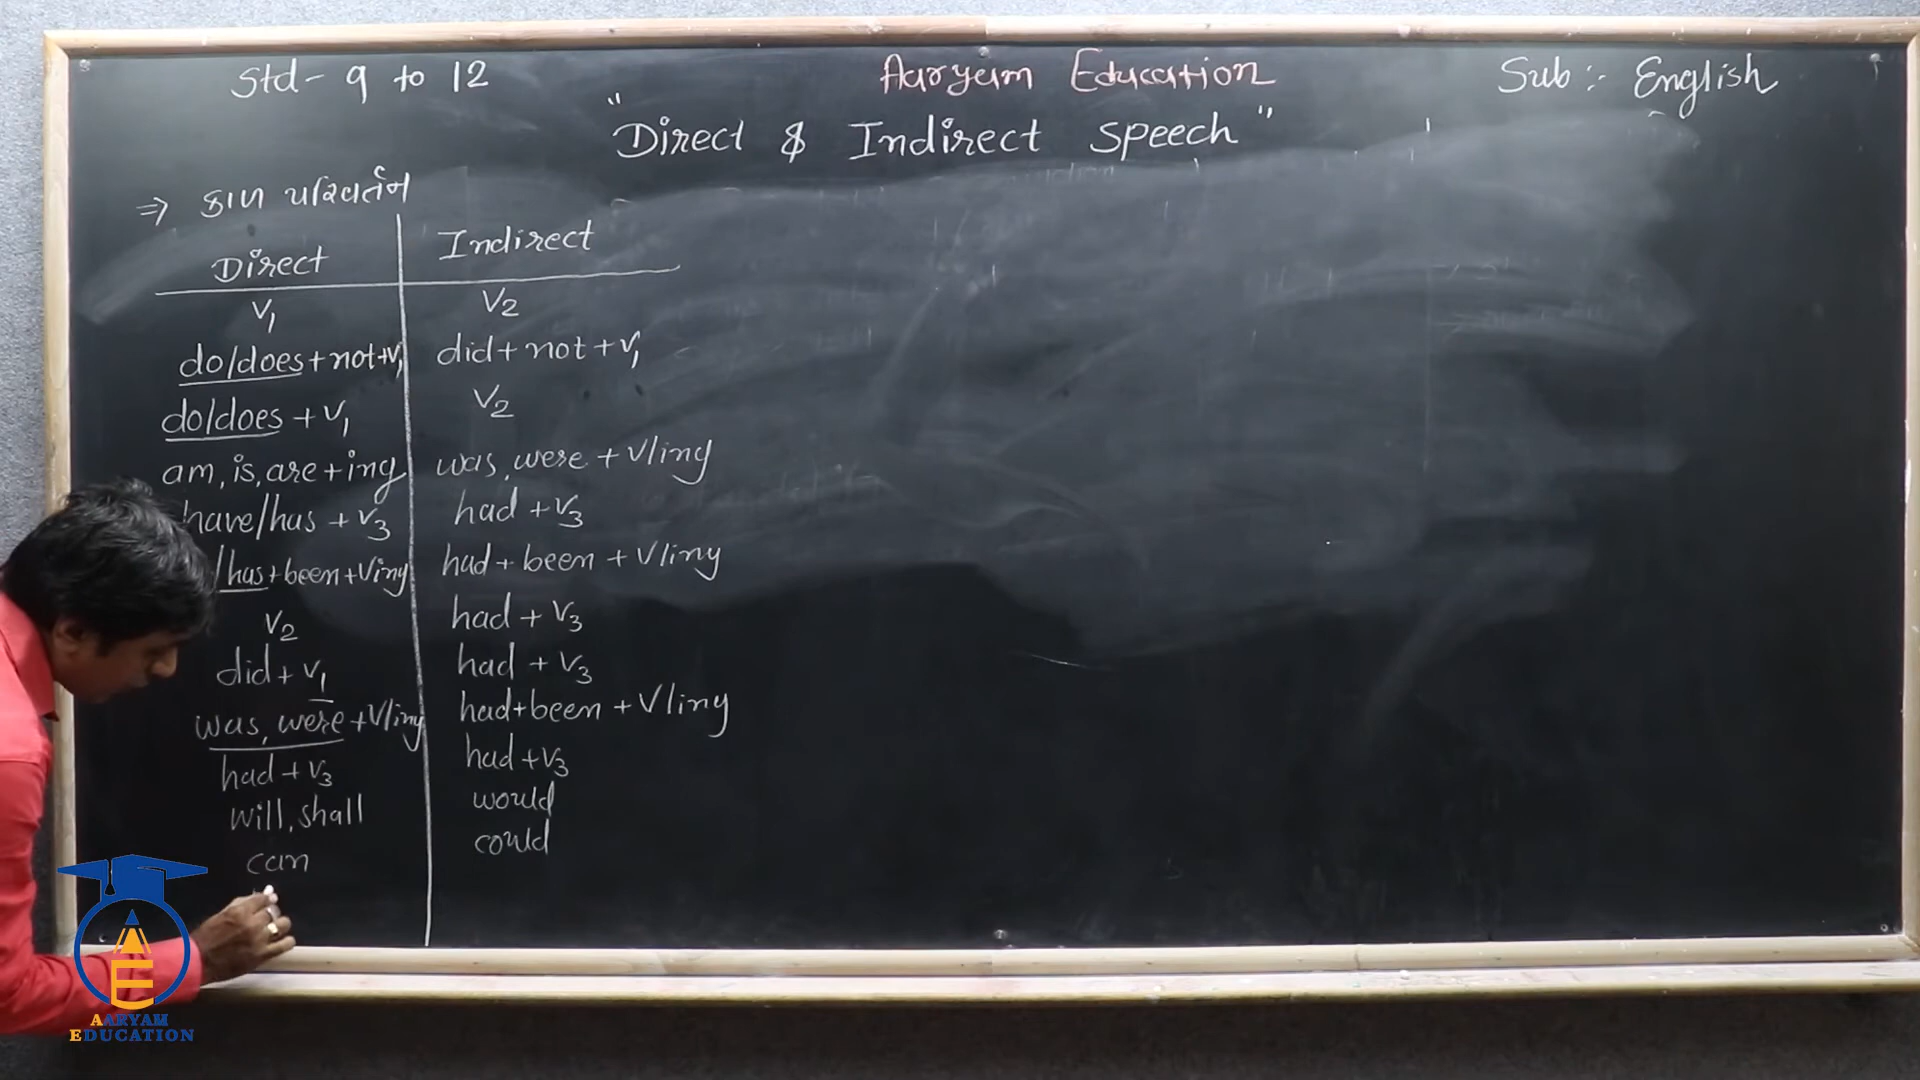 Std- 9 to 12
Aaryam Education
Sub :- English
"Direct & Indirect Speech"
⇒ કાળ પરિવર્તન
Direct Indirect
V1 V2
do/does+not+V1 did+not+V1
do/does + V1 V2
am, is, are+ing was, were + V/ing
have/has + V3 had + V3
/has+been+Ving had+been + V/ing
V2 had + V3
did+V1 had + V3
was, were+V/ing had+been + V/ing
had+V3 had+V3
will, shall would
can could
AARYAM
EDUCATION